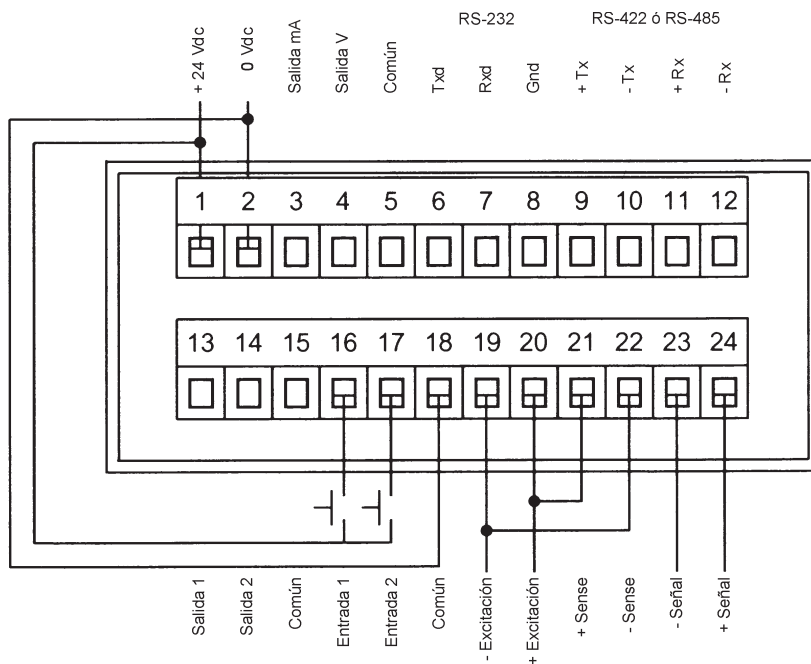 RS-232
RS-422 ó RS-485
+ 24 Vdc
0 Vdc
Salida mA
Salida V
Común
Txd
Rxd
Gnd
+ Tx
- Tx
+ Rx
- Rx
1 2 3 4 5 6 7 8 9 10 11 12
13 14 15 16 17 18 19 20 21 22 23 24
Salida 1
Salida 2
Común
Entrada 1
Entrada 2
Común
- Excitación
+ Excitación
+ Sense
- Sense
- Señal
+ Señal